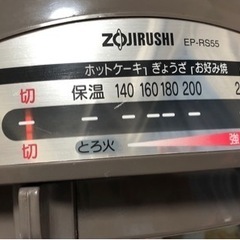 ZOJIRUSHI EP-RS55
ホットケーキ ぎょうざ お好み焼
切 保温 140 160 180 200
切 とろ火 強